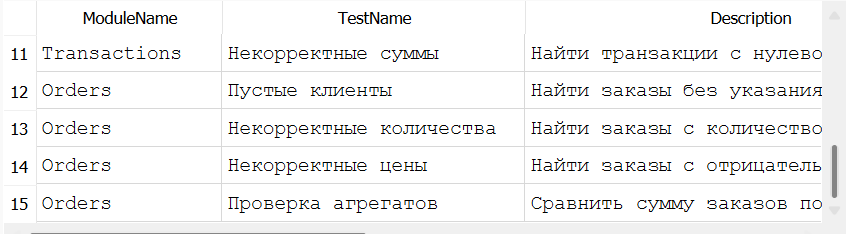 ModuleName TestName Description
11 Transactions Некорректные суммы Найти транзакции с нулево
12 Orders Пустые клиенты Найти заказы без указания
13 Orders Некорректные количества Найти заказы с количество
14 Orders Некорректные цены Найти заказы с отрицатель
15 Orders Проверка агрегатов Сравнить сумму заказов по